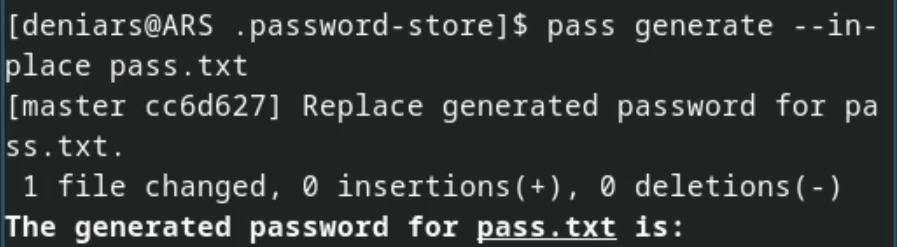 [deniars@ARS .password-store]$ pass generate --in-
place pass.txt
[master cc6d627] Replace generated password for pa
ss.txt.
 1 file changed, 0 insertions(+), 0 deletions(-)
The generated password for pass.txt is: